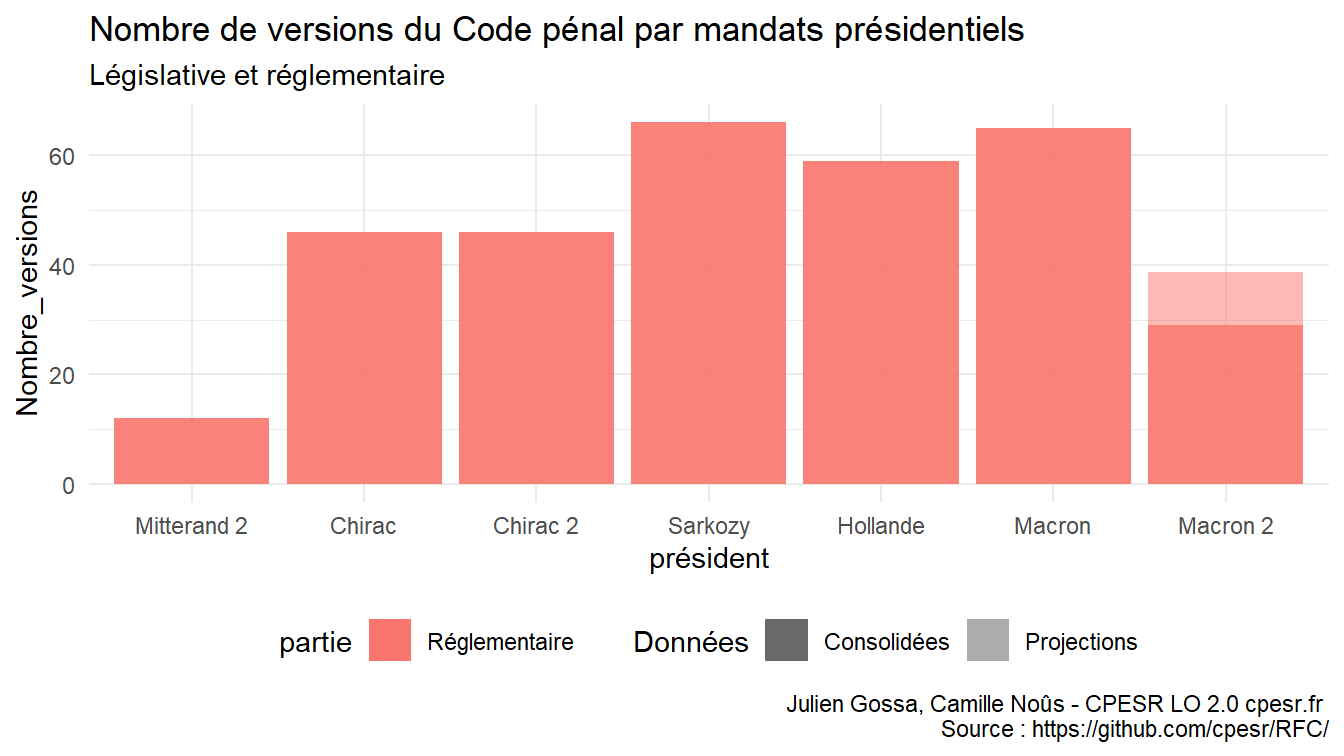 Nombre de versions du Code pénal par mandats présidentiels
Législative et réglementaire
Nombre_versions
60
40
20
0
Mitterand 2 Chirac Chirac 2 Sarkozy Hollande Macron Macron 2
président
partie Réglementaire Données Consolidées Projections
Julien Gossa, Camille Noûs - CPESR LO 2.0 cpesr.fr
Source : https://github.com/cpesr/RFC/